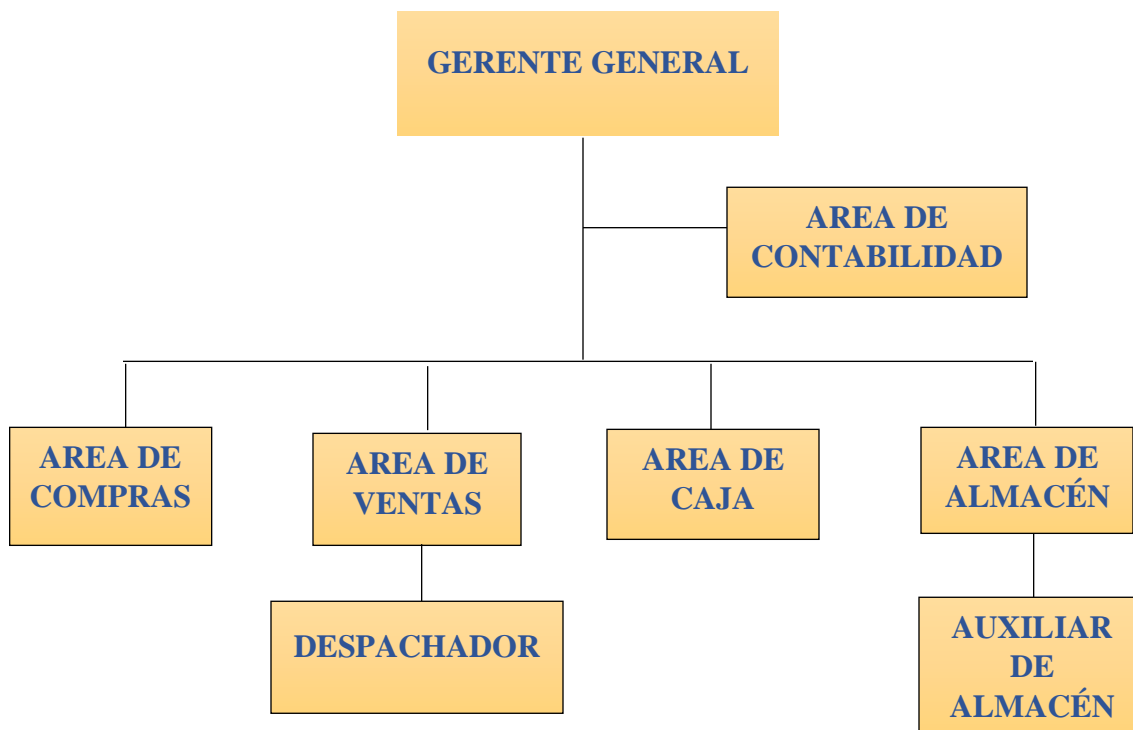 GERENTE GENERAL
AREA DE
CONTABILIDAD
AREA DE
COMPRAS
AREA DE
VENTAS
AREA DE
CAJA
AREA DE
ALMACÉN
DESPACHADOR
AUXILIAR
DE
ALMACÉN